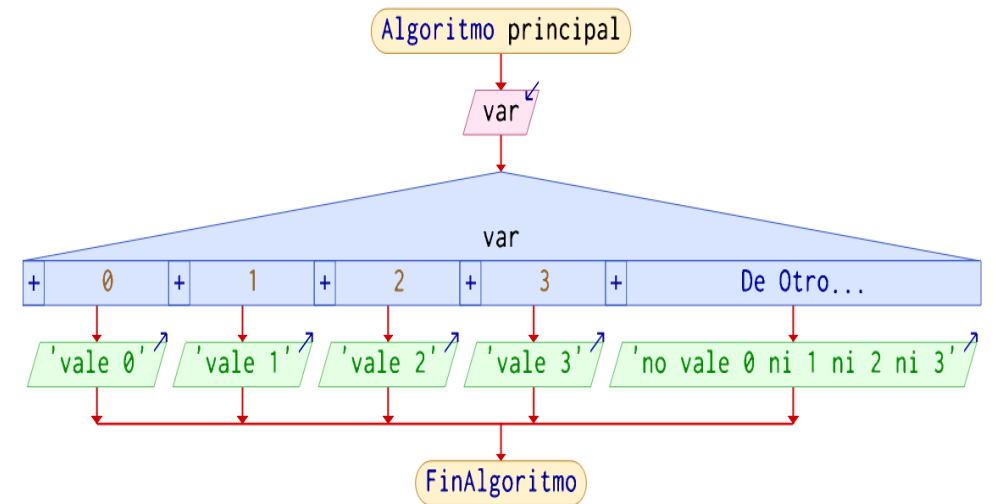 Algoritmo principal
var
var
+ 0 + 1 + 2 + 3 + De Otro...
'vale 0' 'vale 1' 'vale 2' 'vale 3' 'no vale 0 ni 1 ni 2 ni 3'
FinAlgoritmo